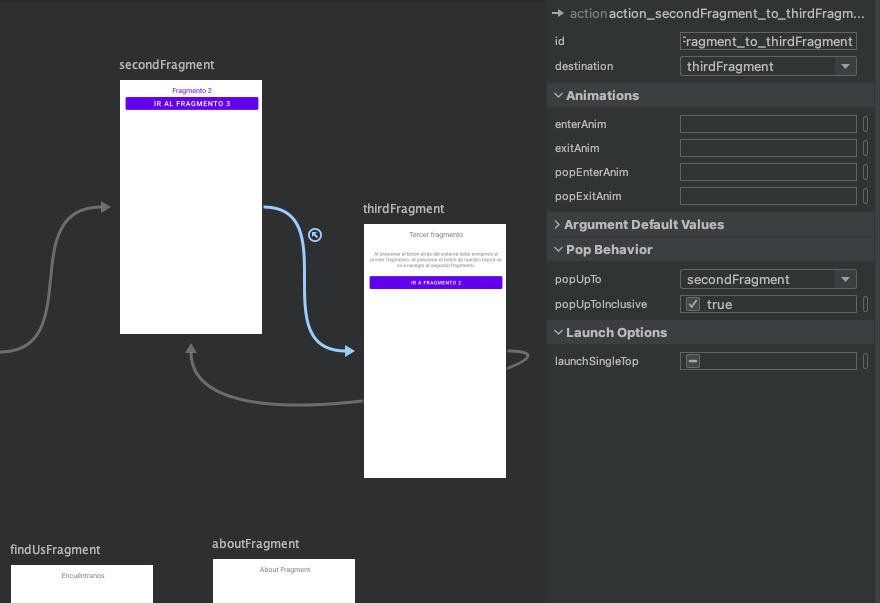 secondFragment
Fragmento 2
IR AL FRAGMENTO 3
thirdFragment
Tercer fragmento
Al presionar el botón atrás del sistema debe enviarnos al
primer fragmento. Al presionar el botón de nuestro layout se
va a navegar al segundo fragmento.
IR A FRAGMENTO 2
findUsFragment
Encuéntranos
aboutFragment
About Fragment
action action_secondFragment_to_thirdFragm...
id
Fragment_to_thirdFragment
destination
thirdFragment
Animations
enterAnim
exitAnim
popEnterAnim
popExitAnim
Argument Default Values
Pop Behavior
popUpTo
secondFragment
popUpToInclusive
true
Launch Options
launchSingleTop